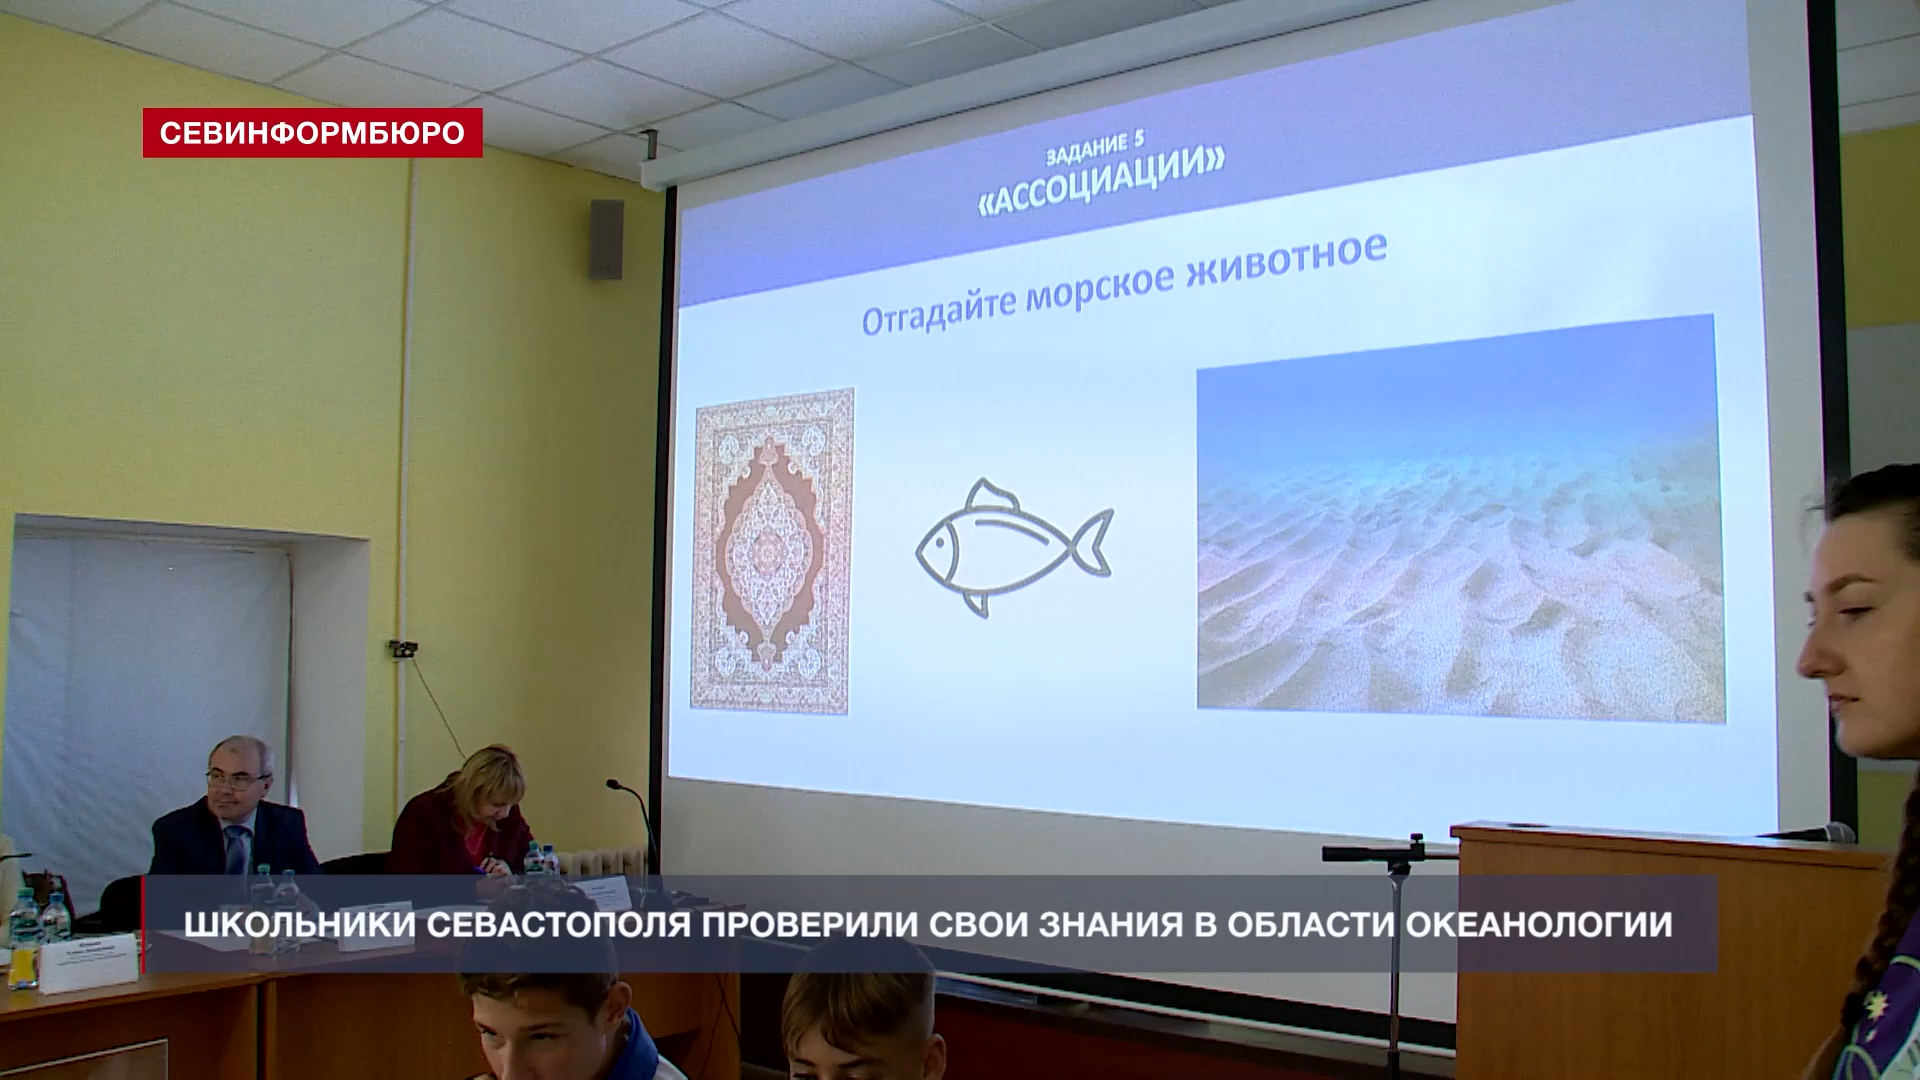 СЕВИНФОРМБЮРО
ЗАДАНИЕ 5
«АССОЦИАЦИИ»
Отгадайте морское животное
ШКОЛЬНИКИ СЕВАСТОПОЛЯ ПРОВЕРИЛИ СВОИ ЗНАНИЯ В ОБЛАСТИ ОКЕАНОЛОГИИ